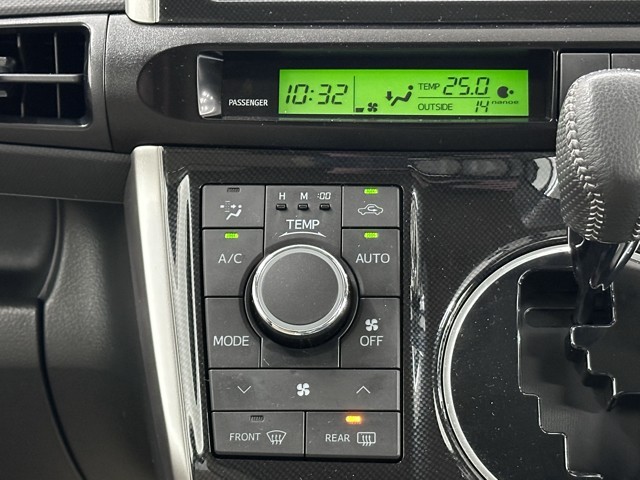 PASSENGER
10:32
TEMP 25.0
OUTSIDE 14 nanoe
H M :00
TEMP
A/C
AUTO
MODE
OFF
FRONT
REAR